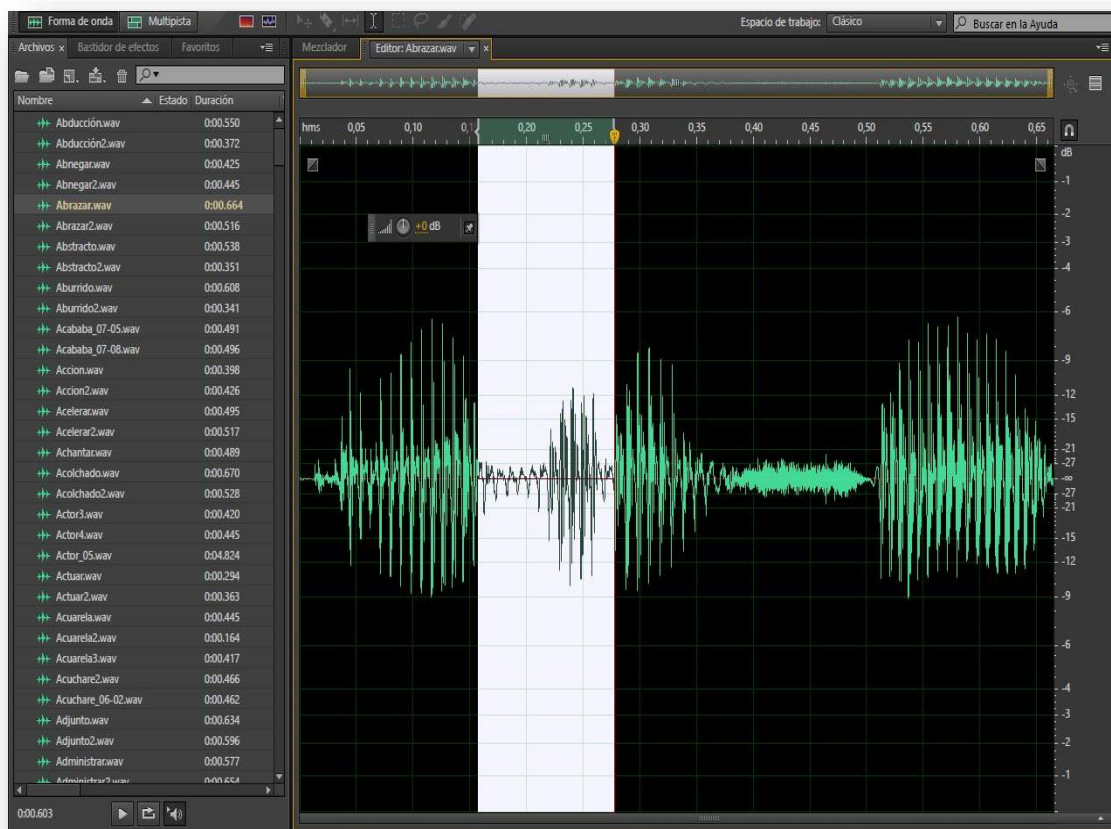 Forma de onda Multipista Espacio de trabajo: Clásico Buscar en la Ayuda
Archivos x Bastidor de efectos Favoritos
Mezclador Editor: Abrazar.wav x
Nombre Estado Duración
Abducción.wav 0:00.550
Abducción2.wav 0:00.372
Abnegar.wav 0:00.425
Abnegar2.wav 0:00.445
Abrazar.wav 0:00.664
Abrazar2.wav 0:00.516
Abstracto.wav 0:00.538
Abstracto2.wav 0:00.351
Aburrido.wav 0:00.608
Aburrido2.wav 0:00.341
Acababa_07-05.wav 0:00.491
Acababa_07-08.wav 0:00.496
Accion.wav 0:00.398
Accion2.wav 0:00.426
Acelerar.wav 0:00.495
Acelerar2.wav 0:00.517
Achantar.wav 0:00.489
Acolchado.wav 0:00.670
Acolchado2.wav 0:00.528
Actor3.wav 0:00.420
Actor4.wav 0:00.445
Actor_05.wav 0:04.824
Actuar.wav 0:00.294
Actuar2.wav 0:00.363
Acuarela.wav 0:00.445
Acuarela2.wav 0:00.164
Acuarela3.wav 0:00.417
Acuchare2.wav 0:00.466
Acuchare_06-02.wav 0:00.462
Adjunto.wav 0:00.634
Adjunto2.wav 0:00.596
Administrar.wav 0:00.577
Administrar2.wav 0:00.654
0:00.603
hms 0,05 0,10 0,1 0,20 0,25 0,30 0,35 0,40 0,45 0,50 0,55 0,60 0,65
+0 dB
dB
-1
-2
-3
-4
-6
-9
-12
-15
-21
-27
-∞
-27
-21
-15
-12
-9
-6
-4
-3
-2
-1